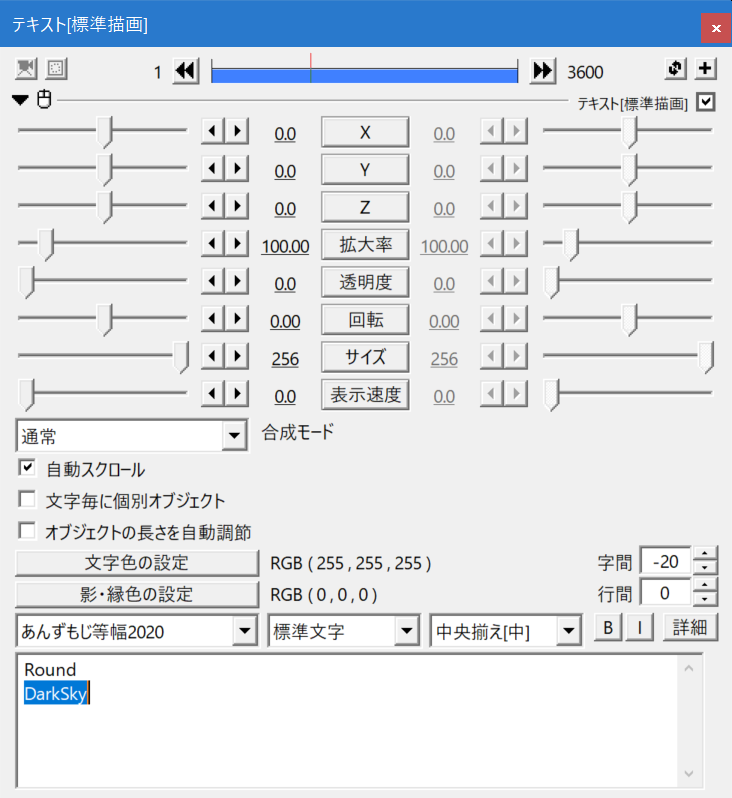 テキスト[標準描画]
1 3600
テキスト[標準描画]
0.0 X 0.0
0.0 Y 0.0
0.0 Z 0.0
100.00 拡大率 100.00
0.0 透明度 0.0
0.00 回転 0.00
256 サイズ 256
0.0 表示速度 0.0
通常 合成モード
自動スクロール
文字毎に個別オブジェクト
オブジェクトの長さを自動調節
文字色の設定 RGB ( 255 , 255 , 255 ) 字間 -20
影・縁色の設定 RGB ( 0 , 0 , 0 ) 行間 0
あんずもじ等幅2020 標準文字 中央揃え[中] B I 詳細
Round
DarkSky